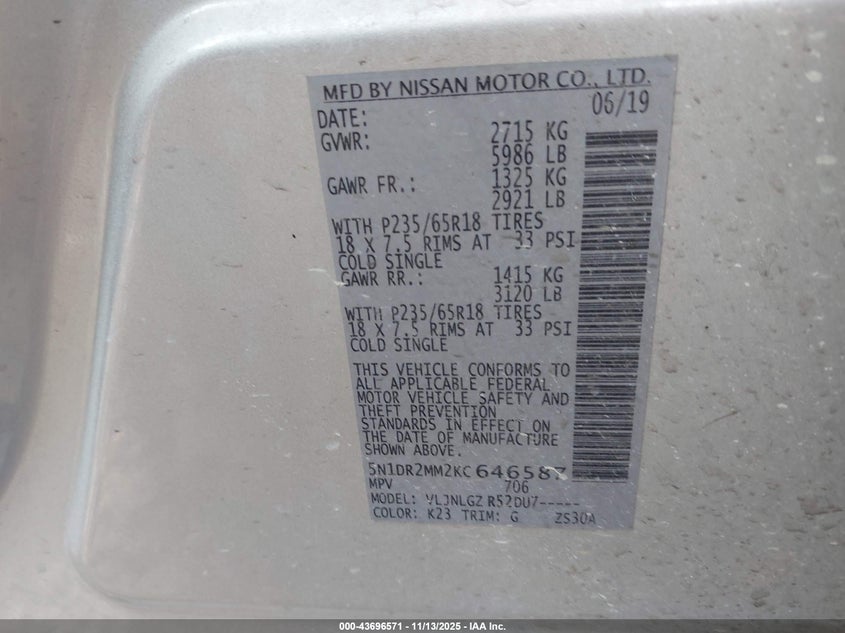 MFD BY NISSAN MOTOR CO., LTD.
DATE: 06/19
GVWR: 2715 KG
5986 LB
GAWR FR.: 1325 KG
2921 LB
WITH P235/65R18 TIRES
18 X 7.5 RIMS AT 33 PSI
COLD SINGLE
GAWR RR.: 1415 KG
3120 LB
WITH P235/65R18 TIRES
18 X 7.5 RIMS AT 33 PSI
COLD SINGLE
THIS VEHICLE CONFORMS TO
ALL APPLICABLE FEDERAL
MOTOR VEHICLE SAFETY AND
THEFT PREVENTION
STANDARDS IN EFFECT ON
THE DATE OF MANUFACTURE
SHOWN ABOVE.
5N1DR2MM2KC646587
MPV 706
MODEL: VLJNLGZ R52DU7-----
COLOR: K23 TRIM: G ZS30A
000-43696571 - 11/13/2025 - IAA Inc.